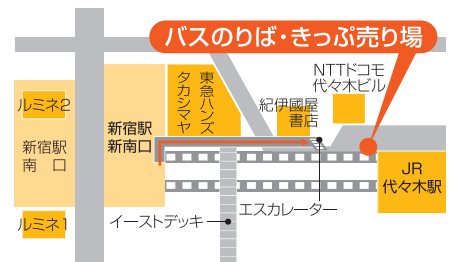 バスのりば・きっぷ売り場
NTTドコモ
代々木ビル
ルミネ2
東急ハンズ
タカシマヤ
紀伊國屋
書店
新宿駅
新南口
新宿駅
南 口
JR
代々木駅
ルミネ1
イーストデッキ
エスカレーター